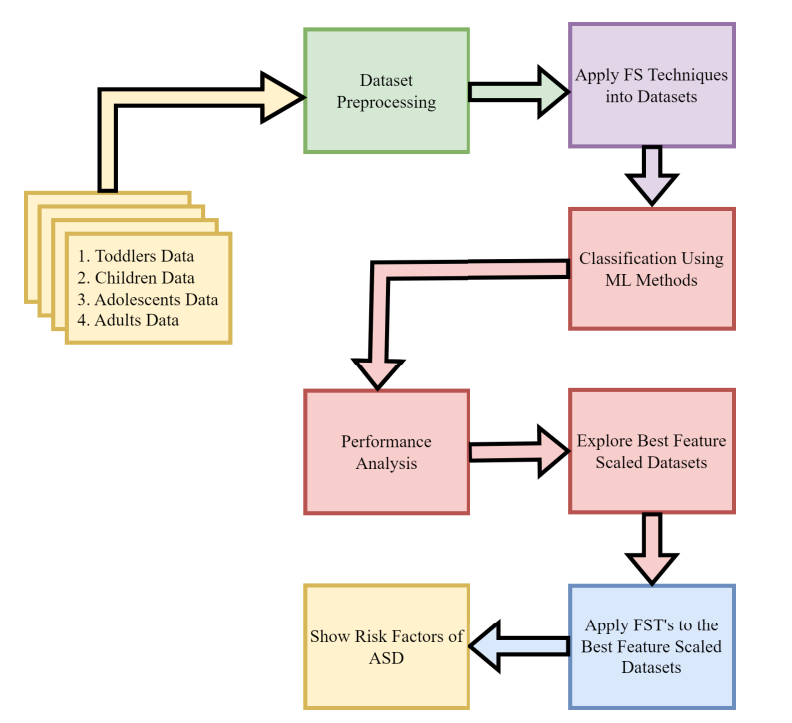 Dataset
Preprocessing
Apply FS Techniques
into Datasets
1. Toddlers Data
2. Children Data
3. Adolescents Data
4. Adults Data
Classification Using
ML Methods
Performance
Analysis
Explore Best Feature
Scaled Datasets
Apply FST's to the
Best Feature Scaled
Datasets
Show Risk Factors of
ASD